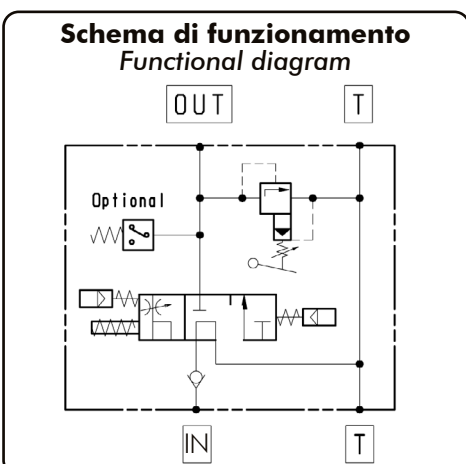 Schema di funzionamento
Functional diagram
OUT T
Optional
IN T